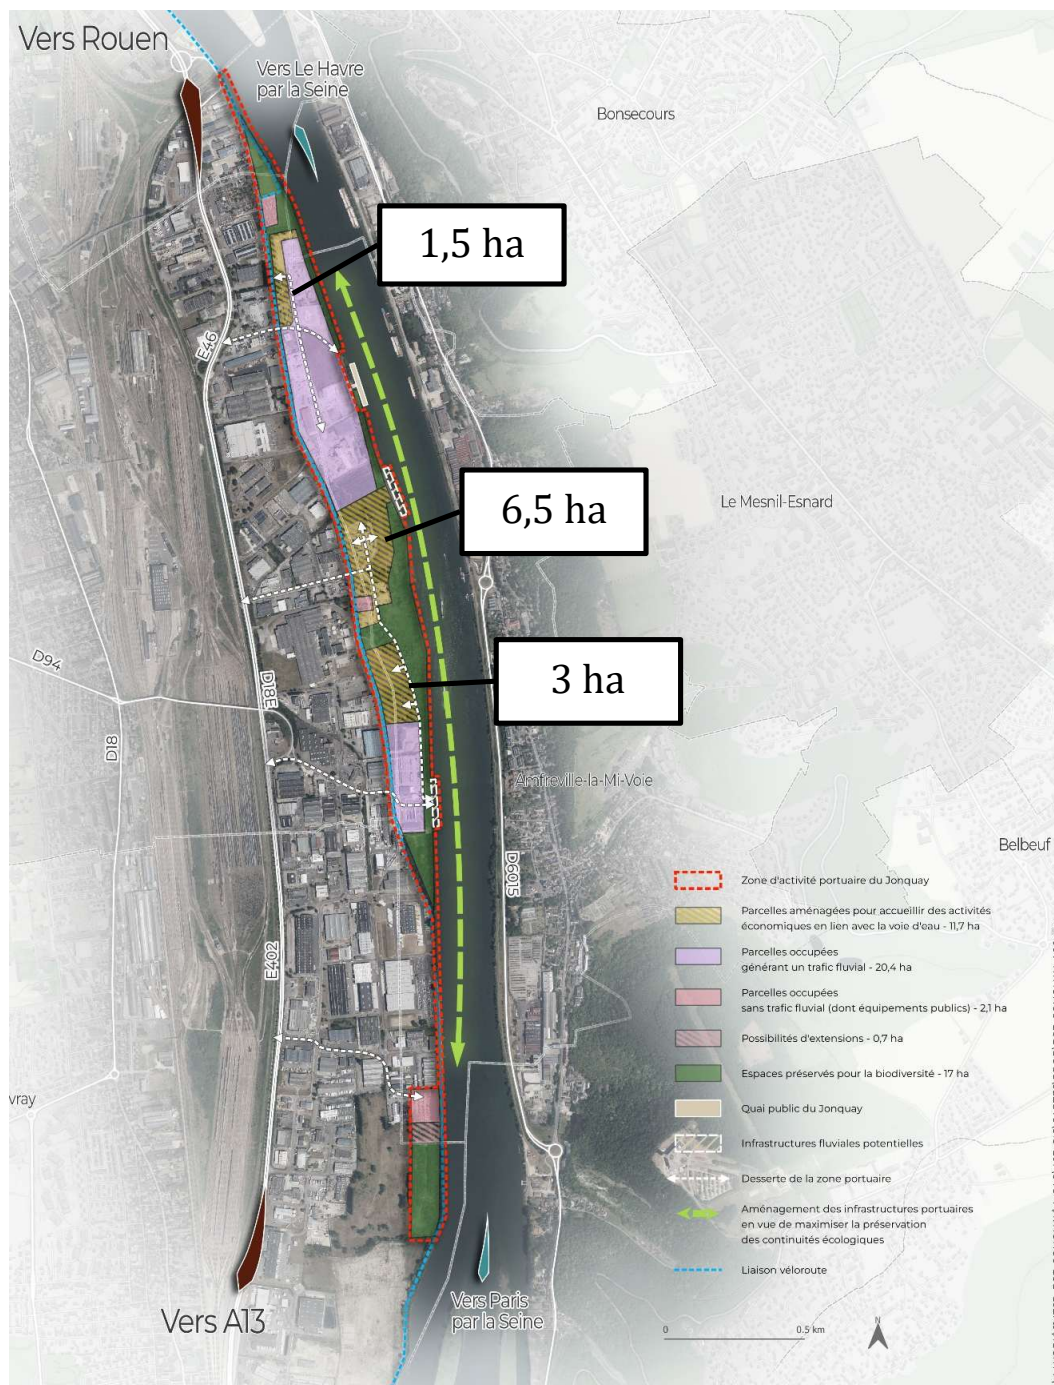 Vers Rouen
Vers Le Havre
par la Seine
Bonsecours
1,5 ha
E46
6,5 ha
Le Mesnil-Esnard
D94
D18E
3 ha
D18
Amfreville-la-Mi-Voie
D6015
Belbeuf
E402
vray
Zone d'activité portuaire du Jonquay
Parcelles aménagées pour accueillir des activités
économiques en lien avec la voie d'eau - 11,7 ha
Parcelles occupées
générant un trafic fluvial - 20,4 ha
Parcelles occupées
sans trafic fluvial (dont équipements publics) - 2,1 ha
Possibilités d'extensions - 0,7 ha
Espaces préservés pour la biodiversité - 17 ha
Quai public du Jonquay
Infrastructures fluviales potentielles
Desserte de la zone portuaire
Aménagement des infrastructures portuaires
en vue de maximiser la préservation
des continuités écologiques
Liaison véloroute
Vers A13
Vers Paris
par la Seine
0 0.5 km
N